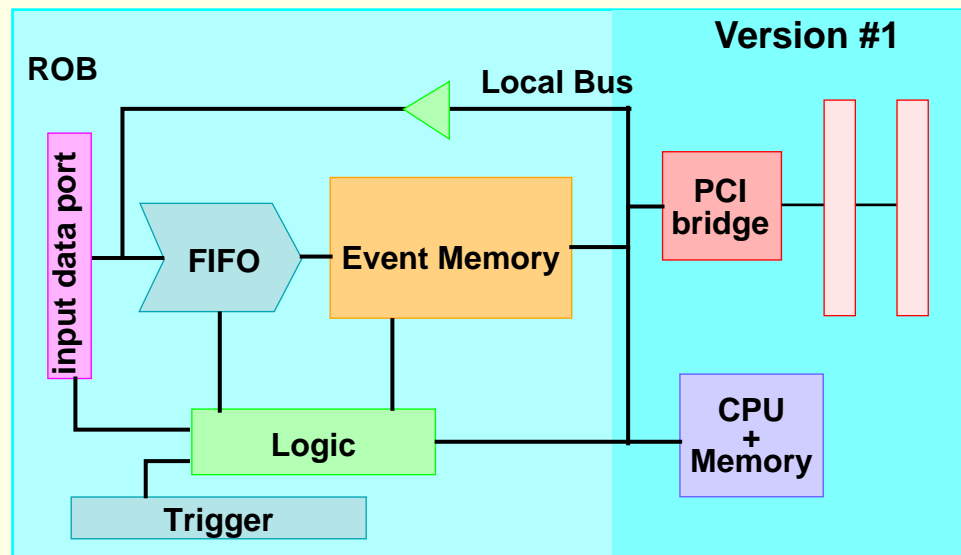 Version #1
ROB
Local Bus
input data port
PCI
bridge
FIFO
Event Memory
CPU
+
Memory
Logic
Trigger